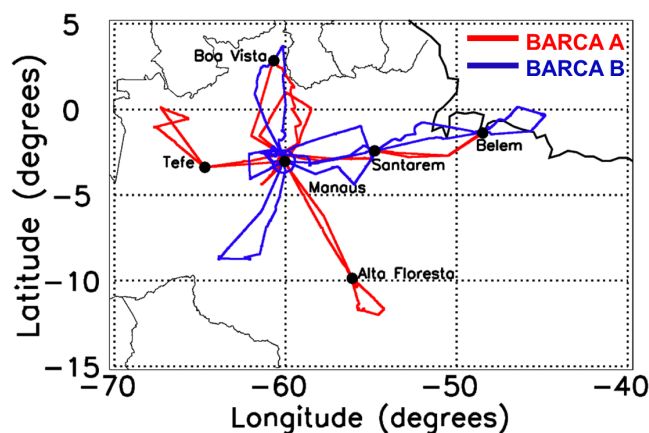 5
BARCA A
Boa Vista
BARCA B
0
Belem
Tefe
Santarem
Manaus
−5
Alta Floresta
−10
−15
−70
−60
−50
−40
Latitude (degrees)
Longitude (degrees)